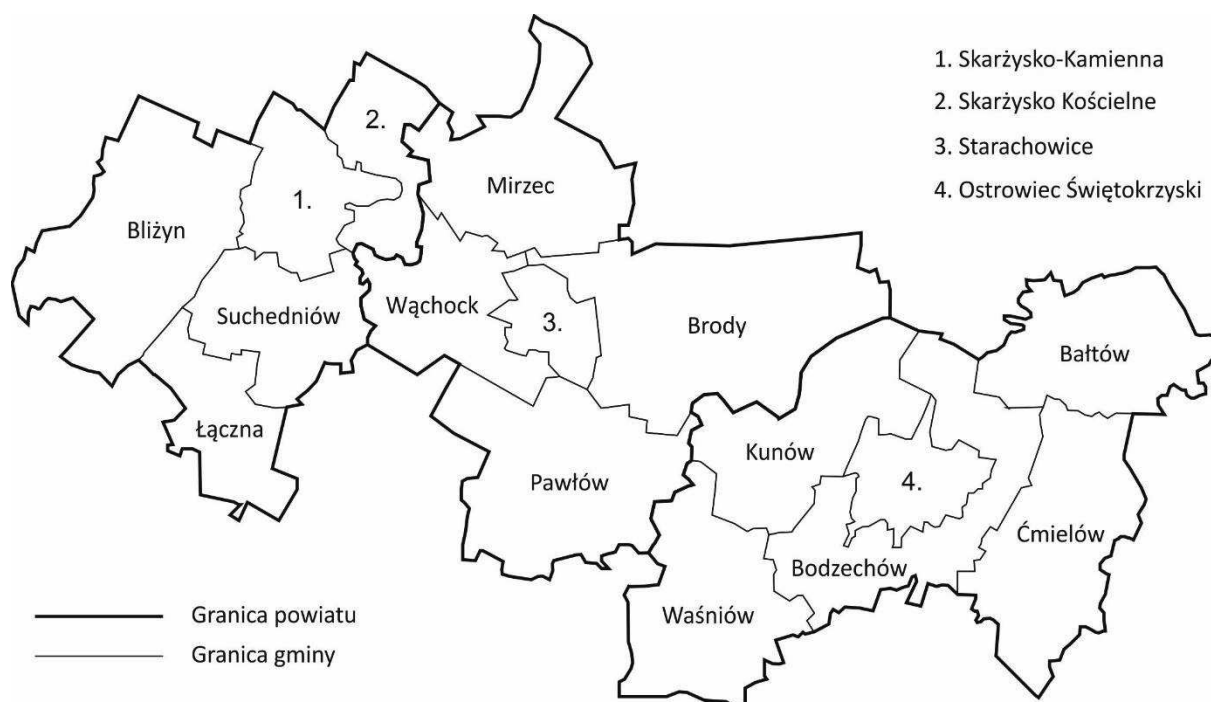 1. Skarżysko-Kamienna
2. Skarżysko Kościelne
3. Starachowice
4. Ostrowiec Świętokrzyski
2.
Mirzec
1.
Bliżyn
Suchedniów
Wąchock
3.
Brody
Bałtów
Łączna
Kunów
Pawłów
4.
Ćmielów
Bodzechów
Waśniów
Granica powiatu
Granica gminy